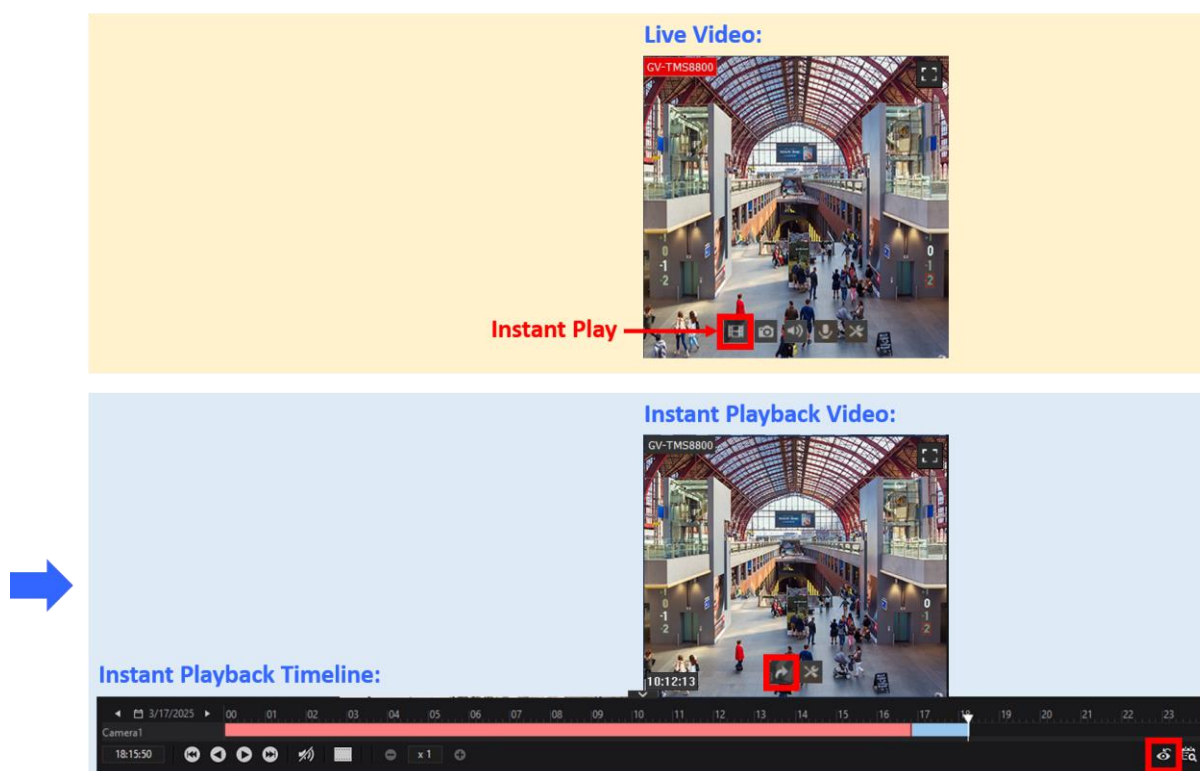 Live Video:
GV-TMS8800
0
-1
-2
0
-1
2
Instant Play
Instant Playback Video:
GV-TMS8800
0
-1
-2
0
-1
-2
10:12:13
Instant Playback Timeline:
3/17/2025 00 01 02 03 04 05 06 07 08 09 10 11 12 13 14 15 16 17 18 19 20 21 22 23
Camera1
18:15:50 x 1